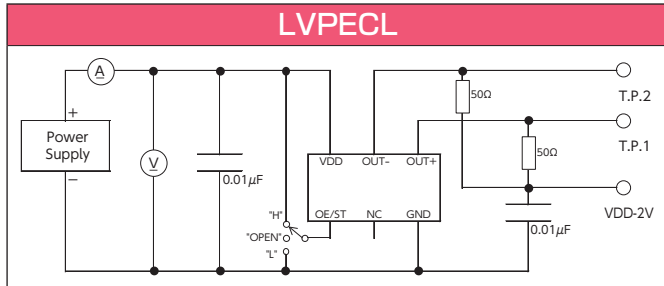 LVPECL
A
T.P.2
50Ω
+
T.P.1
Power
Supply
VDD OUT- OUT+
50Ω
V
−
0.01μF
"H"
OE/ST NC GND
VDD-2V
"OPEN"
0.01μF
"L"